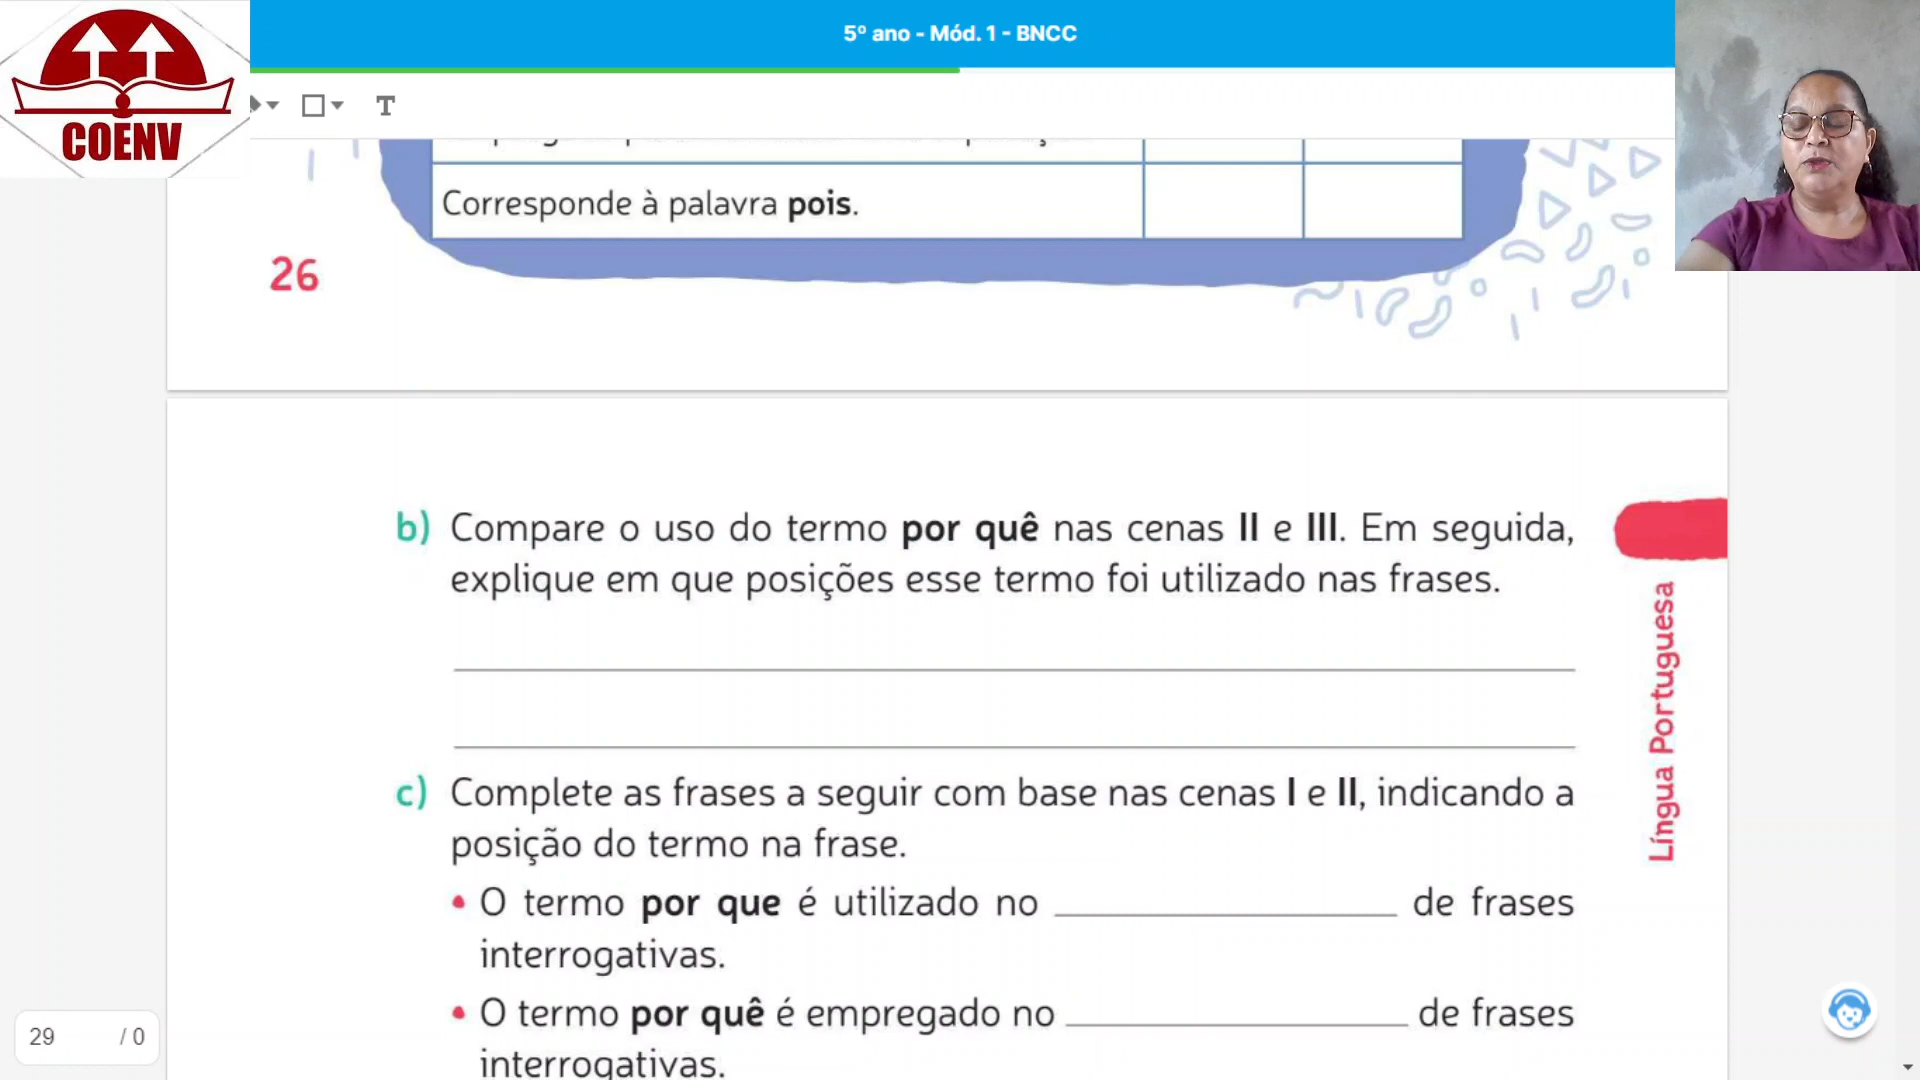 5º ano - Mód. 1 - BNCC
COENV
T
Corresponde à palavra pois.
26
b) Compare o uso do termo por quê nas cenas II e III. Em seguida,
explique em que posições esse termo foi utilizado nas frases.
Língua Portuguesa
c) Complete as frases a seguir com base nas cenas I e II, indicando a
posição do termo na frase.
• O termo por que é utilizado no ____________ de frases
interrogativas.
• O termo por quê é empregado no ____________ de frases
interrogativas.
29 / 0